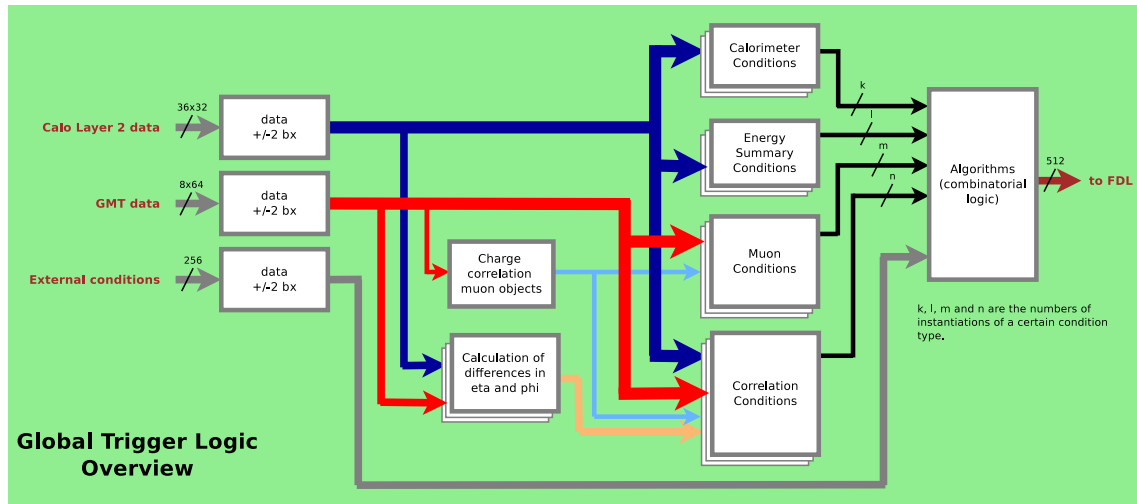 36x32
Calo Layer 2 data
data
+/-2 bx
8x64
GMT data
data
+/-2 bx
256
External conditions
data
+/-2 bx
Charge
correlation
muon objects
Calculation of
differences in
eta and phi
Calorimeter
Conditions
Energy
Summary
Conditions
Muon
Conditions
Correlation
Conditions
k
l
m
n
Algorithms
(combinatorial
logic)
512
to FDL
k, l, m and n are the numbers of
instantiations of a certain condition
type.
Global Trigger Logic
Overview